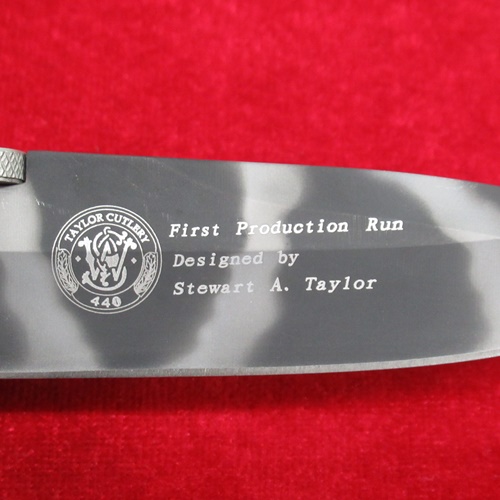 TAYLOR CUTLERY
440
First Production Run
Designed by
Stewart A. Taylor